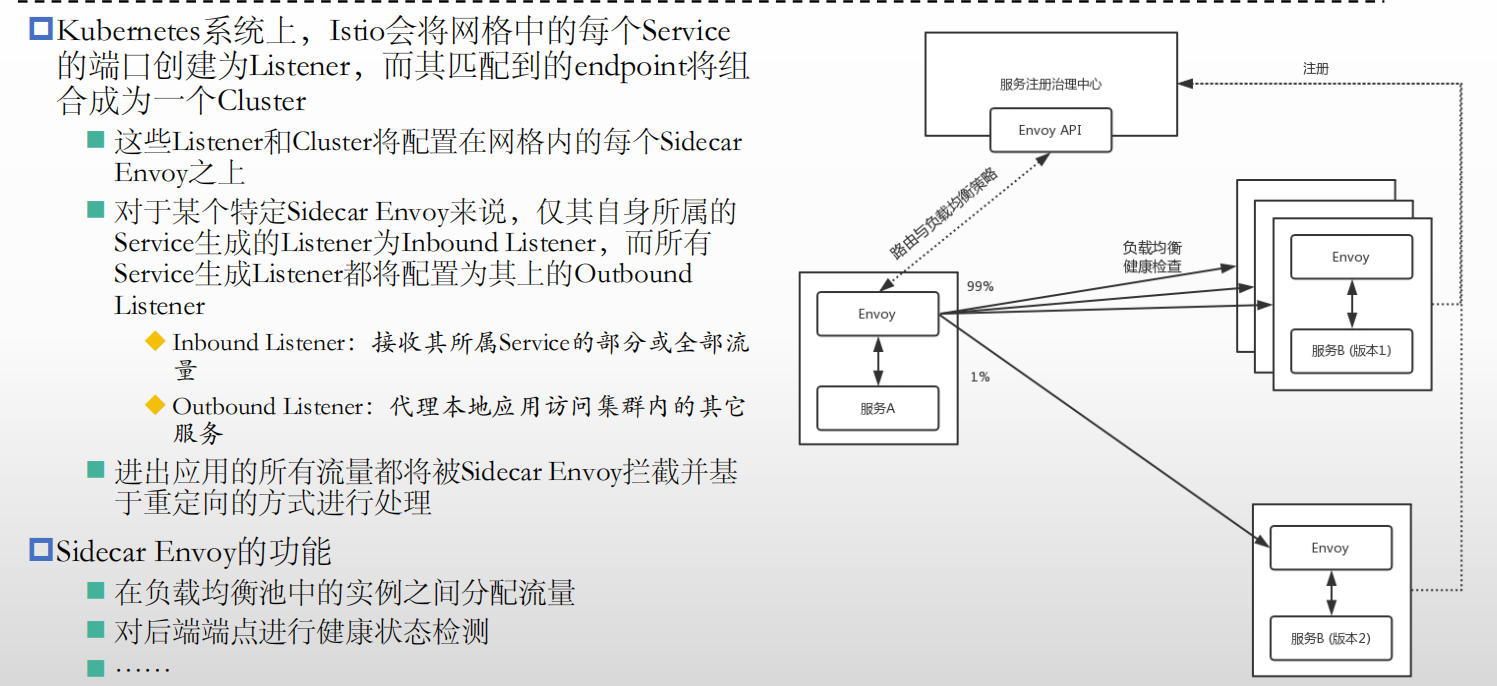 Kubernetes系统上，Istio会将网格中的每个Service
的端口创建为Listener，而其匹配到的endpoint将组
合成为一个Cluster
这些Listener和Cluster将配置在网格内的每个Sidecar
Envoy之上
对于某个特定Sidecar Envoy来说，仅其自身所属的
Service生成的Listener为Inbound Listener，而所有
Service生成Listener都将配置为其上的Outbound
Listener
Inbound Listener：接收其所属Service的部分或全部流
量
Outbound Listener：代理本地应用访问集群内的其它
服务
进出应用的所有流量都将被Sidecar Envoy拦截并基
于重定向的方式进行处理
Sidecar Envoy的功能
在负载均衡池中的实例之间分配流量
对后端端点进行健康状态检测
……
服务注册治理中心
Envoy API
注册
路由与负载均衡策略
负载均衡
健康检查
99%
1%
Envoy
服务A
Envoy
服务B (版本1)
Envoy
服务B (版本2)